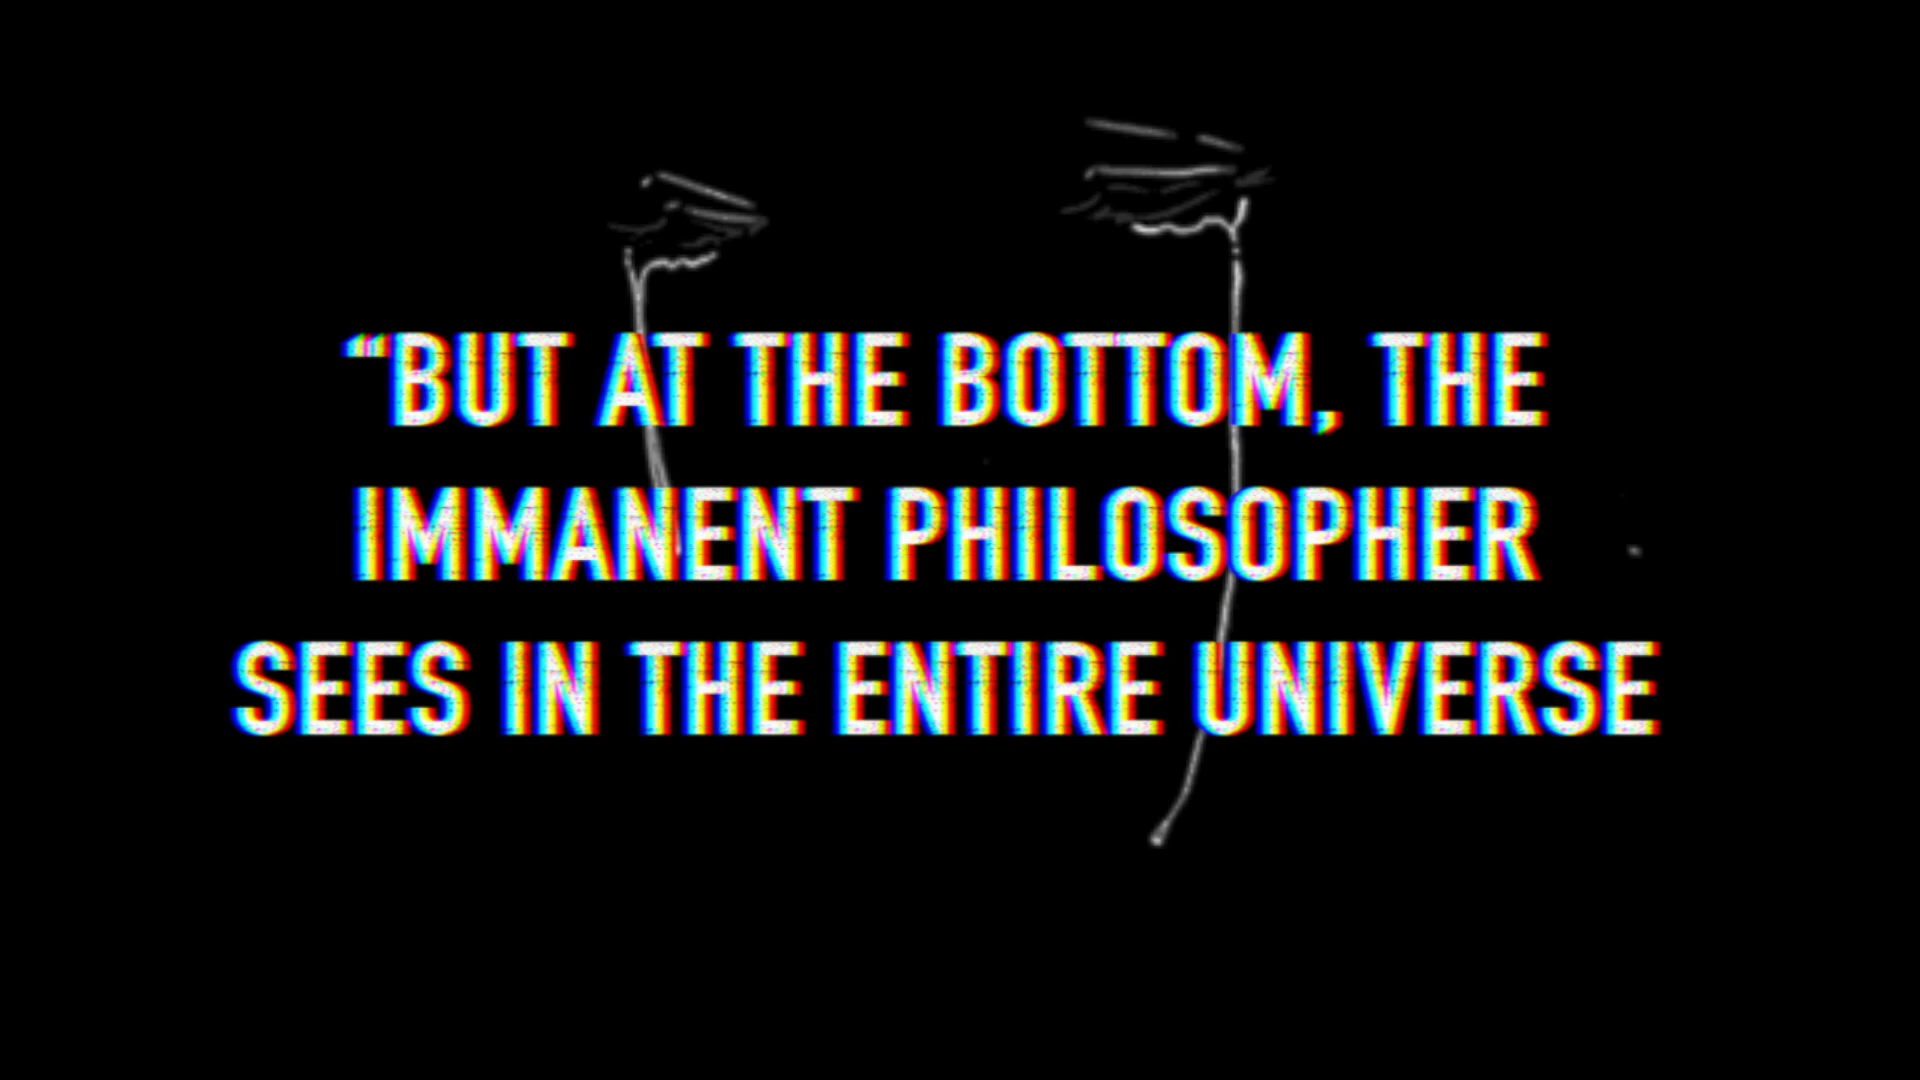 “BUT AT THE BOTTOM, THE
IMMANENT PHILOSOPHER
SEES IN THE ENTIRE UNIVERSE